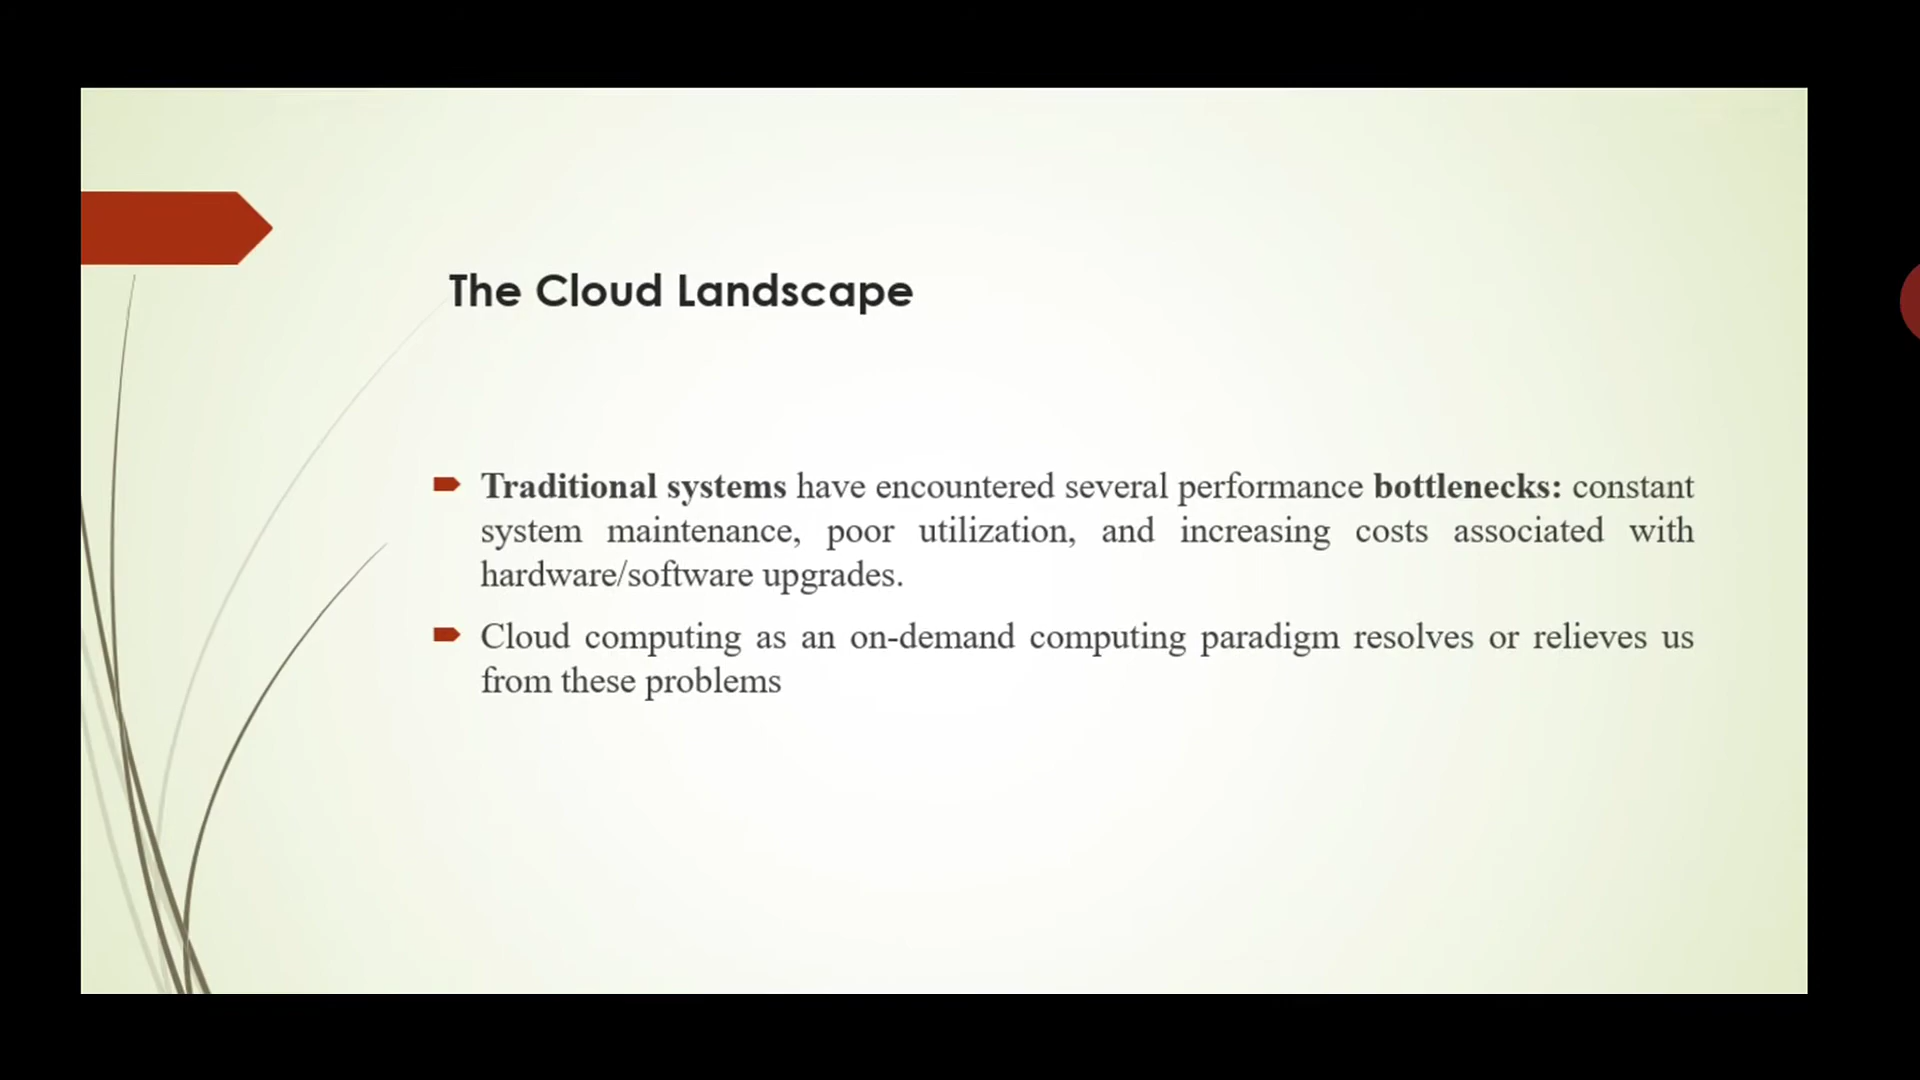 The Cloud Landscape
Traditional systems have encountered several performance bottlenecks: constant
system maintenance, poor utilization, and increasing costs associated with
hardware/software upgrades.
Cloud computing as an on-demand computing paradigm resolves or relieves us
from these problems